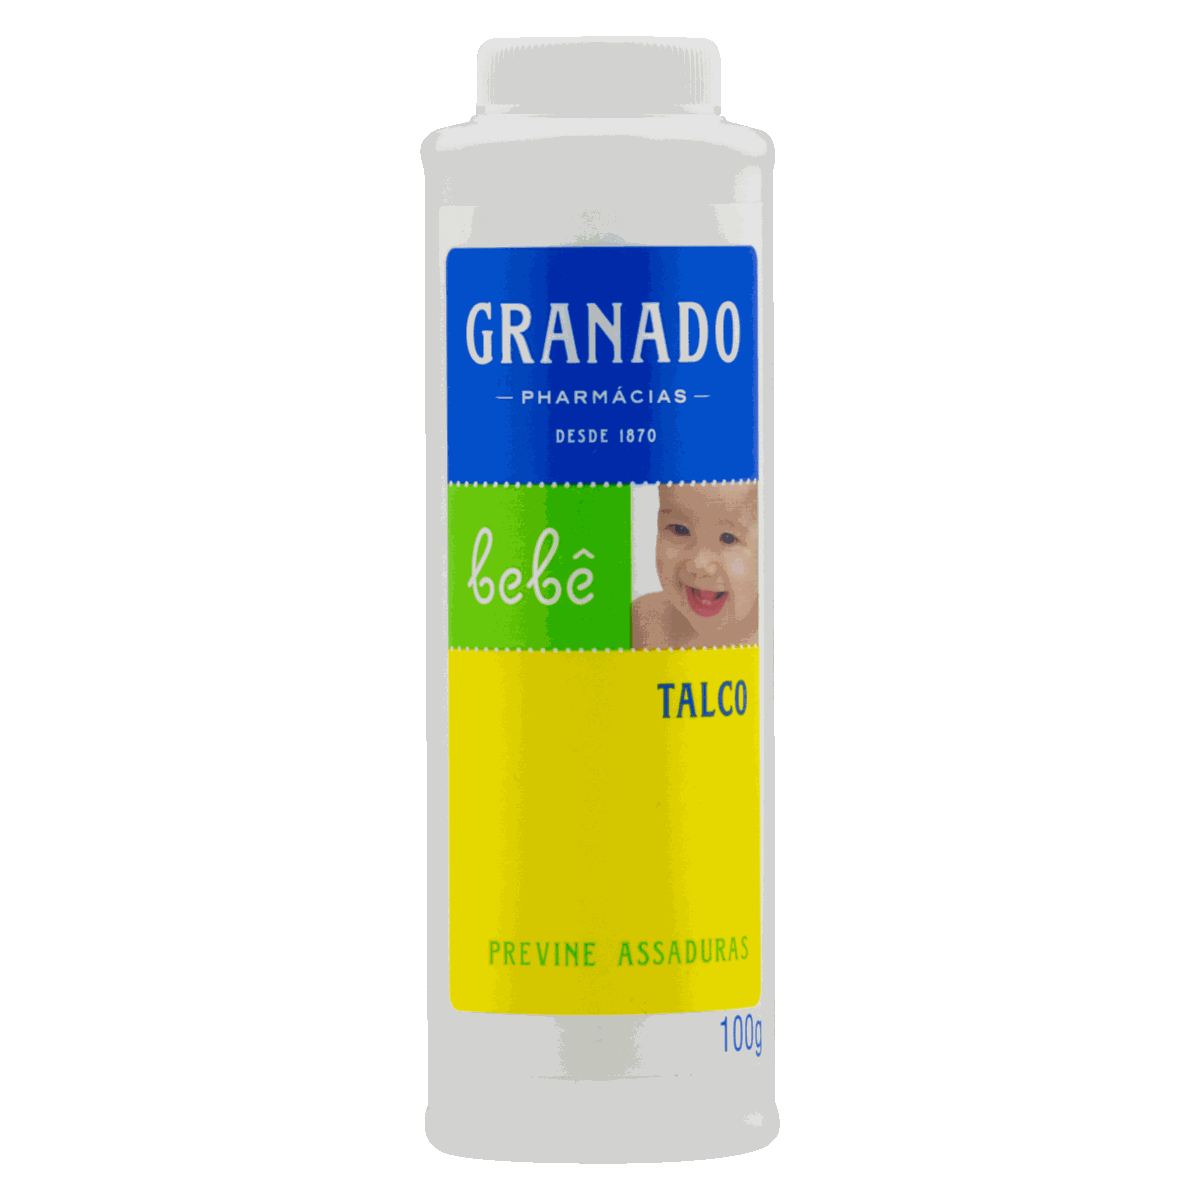 GRANADO
— PHARMÁCIAS —
DESDE 1870
bebê
TALCO
PREVINE ASSADURAS
100g